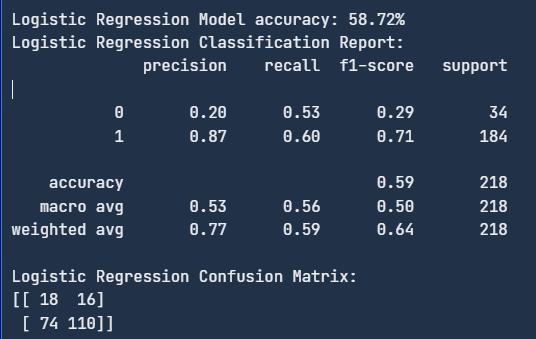 Logistic Regression Model accuracy: 58.72%
Logistic Regression Classification Report:
              precision    recall  f1-score   support

           0       0.20      0.53      0.29        34
           1       0.87      0.60      0.71       184

    accuracy                           0.59       218
   macro avg       0.53      0.56      0.50       218
weighted avg       0.77      0.59      0.64       218

Logistic Regression Confusion Matrix:
[[ 18  16]
 [ 74 110]]